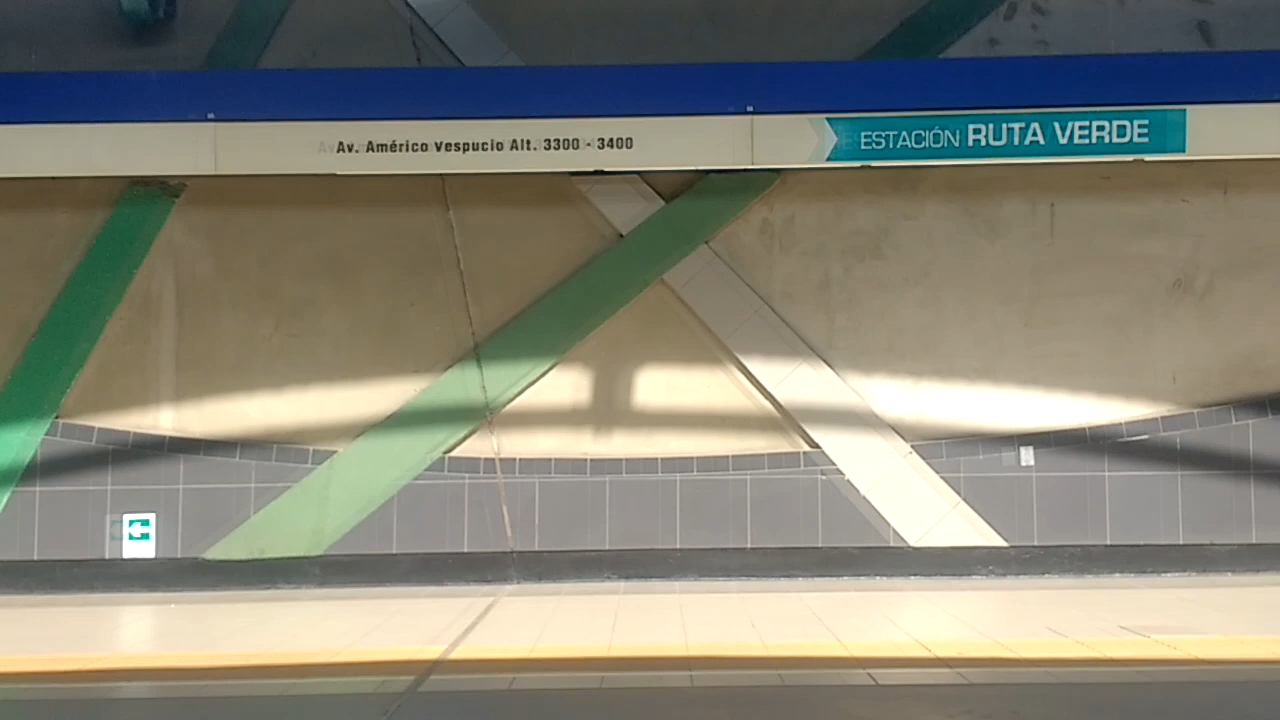 Av. Américo Vespucio Alt. 3300 - 3400
ESTACIÓN RUTA VERDE